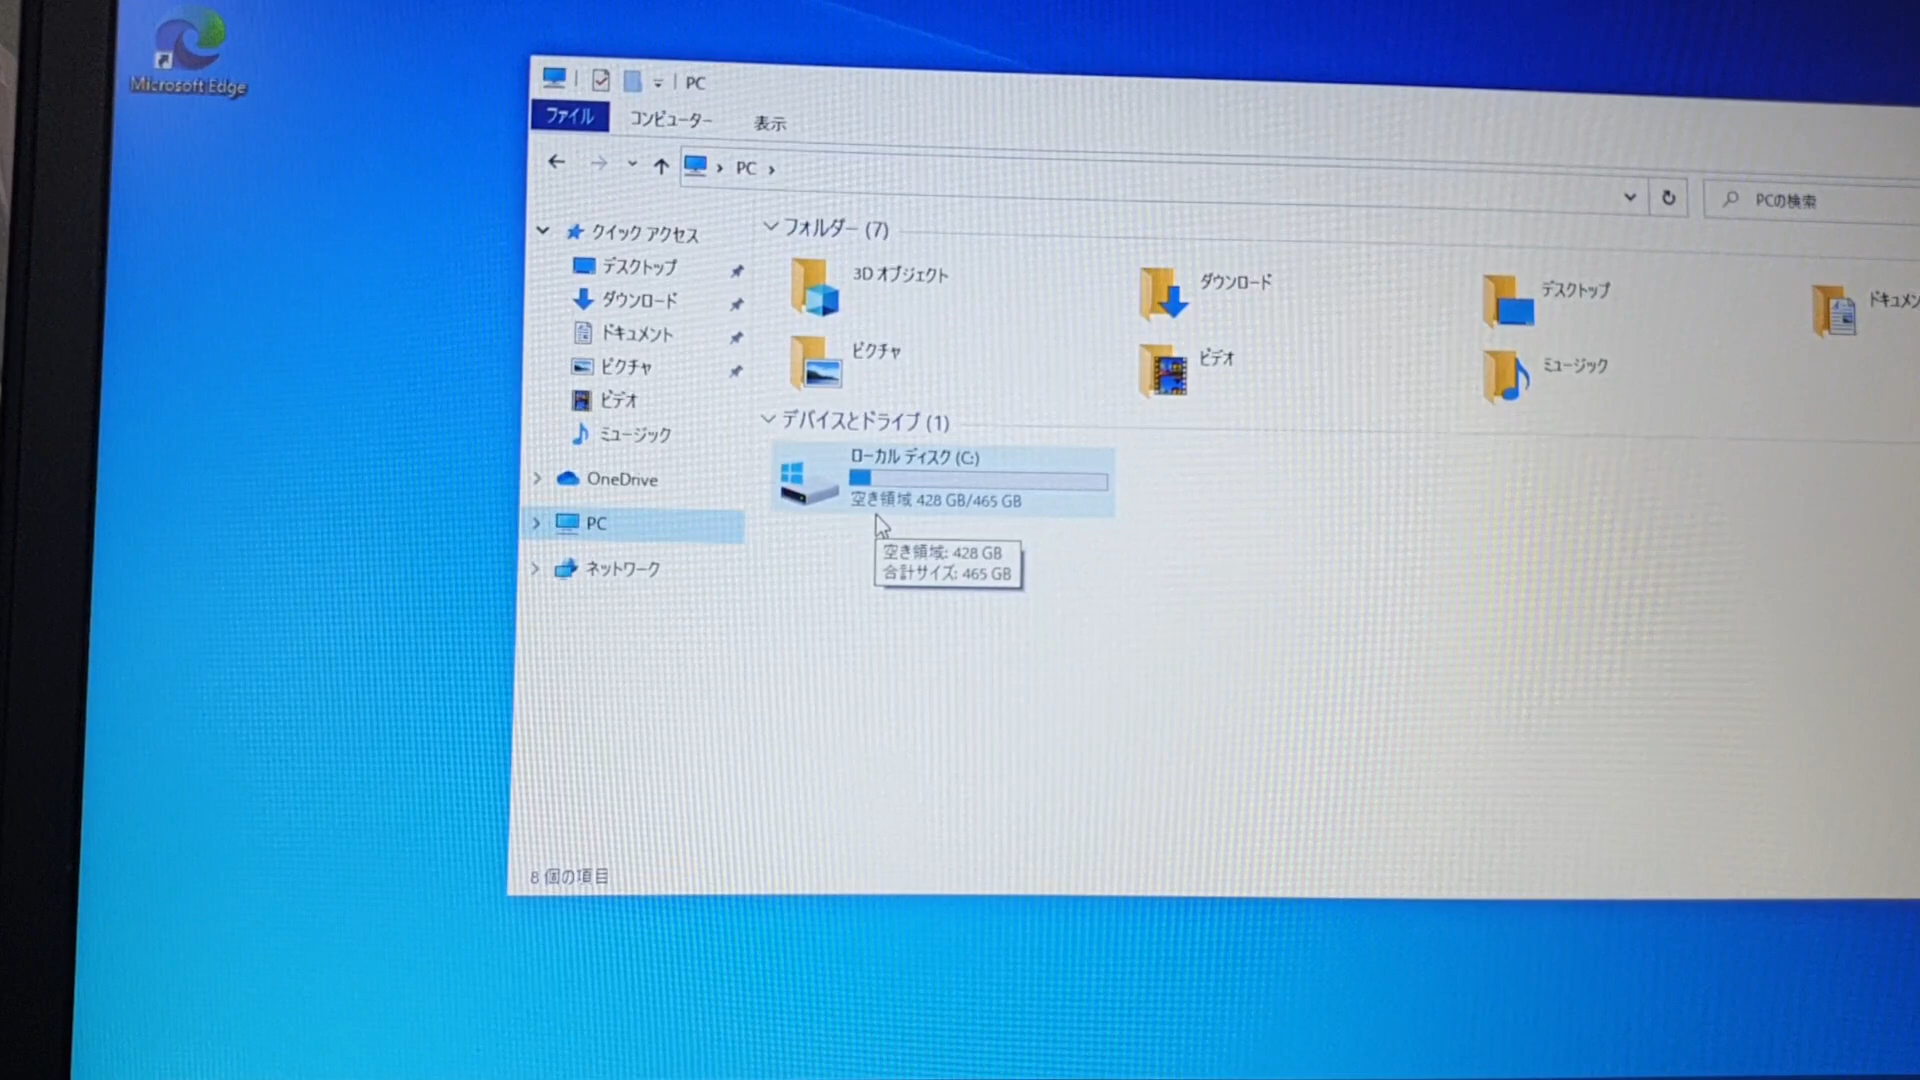 Microsoft Edge
PC
ファイル
コンピューター
表示
PC
PCの検索
クイック アクセス
デスクトップ
ダウンロード
ドキュメント
ピクチャ
ビデオ
ミュージック
OneDrive
PC
ネットワーク
フォルダー (7)
3D オブジェクト
ダウンロード
デスクトップ
ドキュメン
ピクチャ
ビデオ
ミュージック
デバイスとドライブ (1)
ローカル ディスク (C:)
空き領域 428 GB/465 GB
空き領域: 428 GB
合計サイズ: 465 GB
8 個の項目